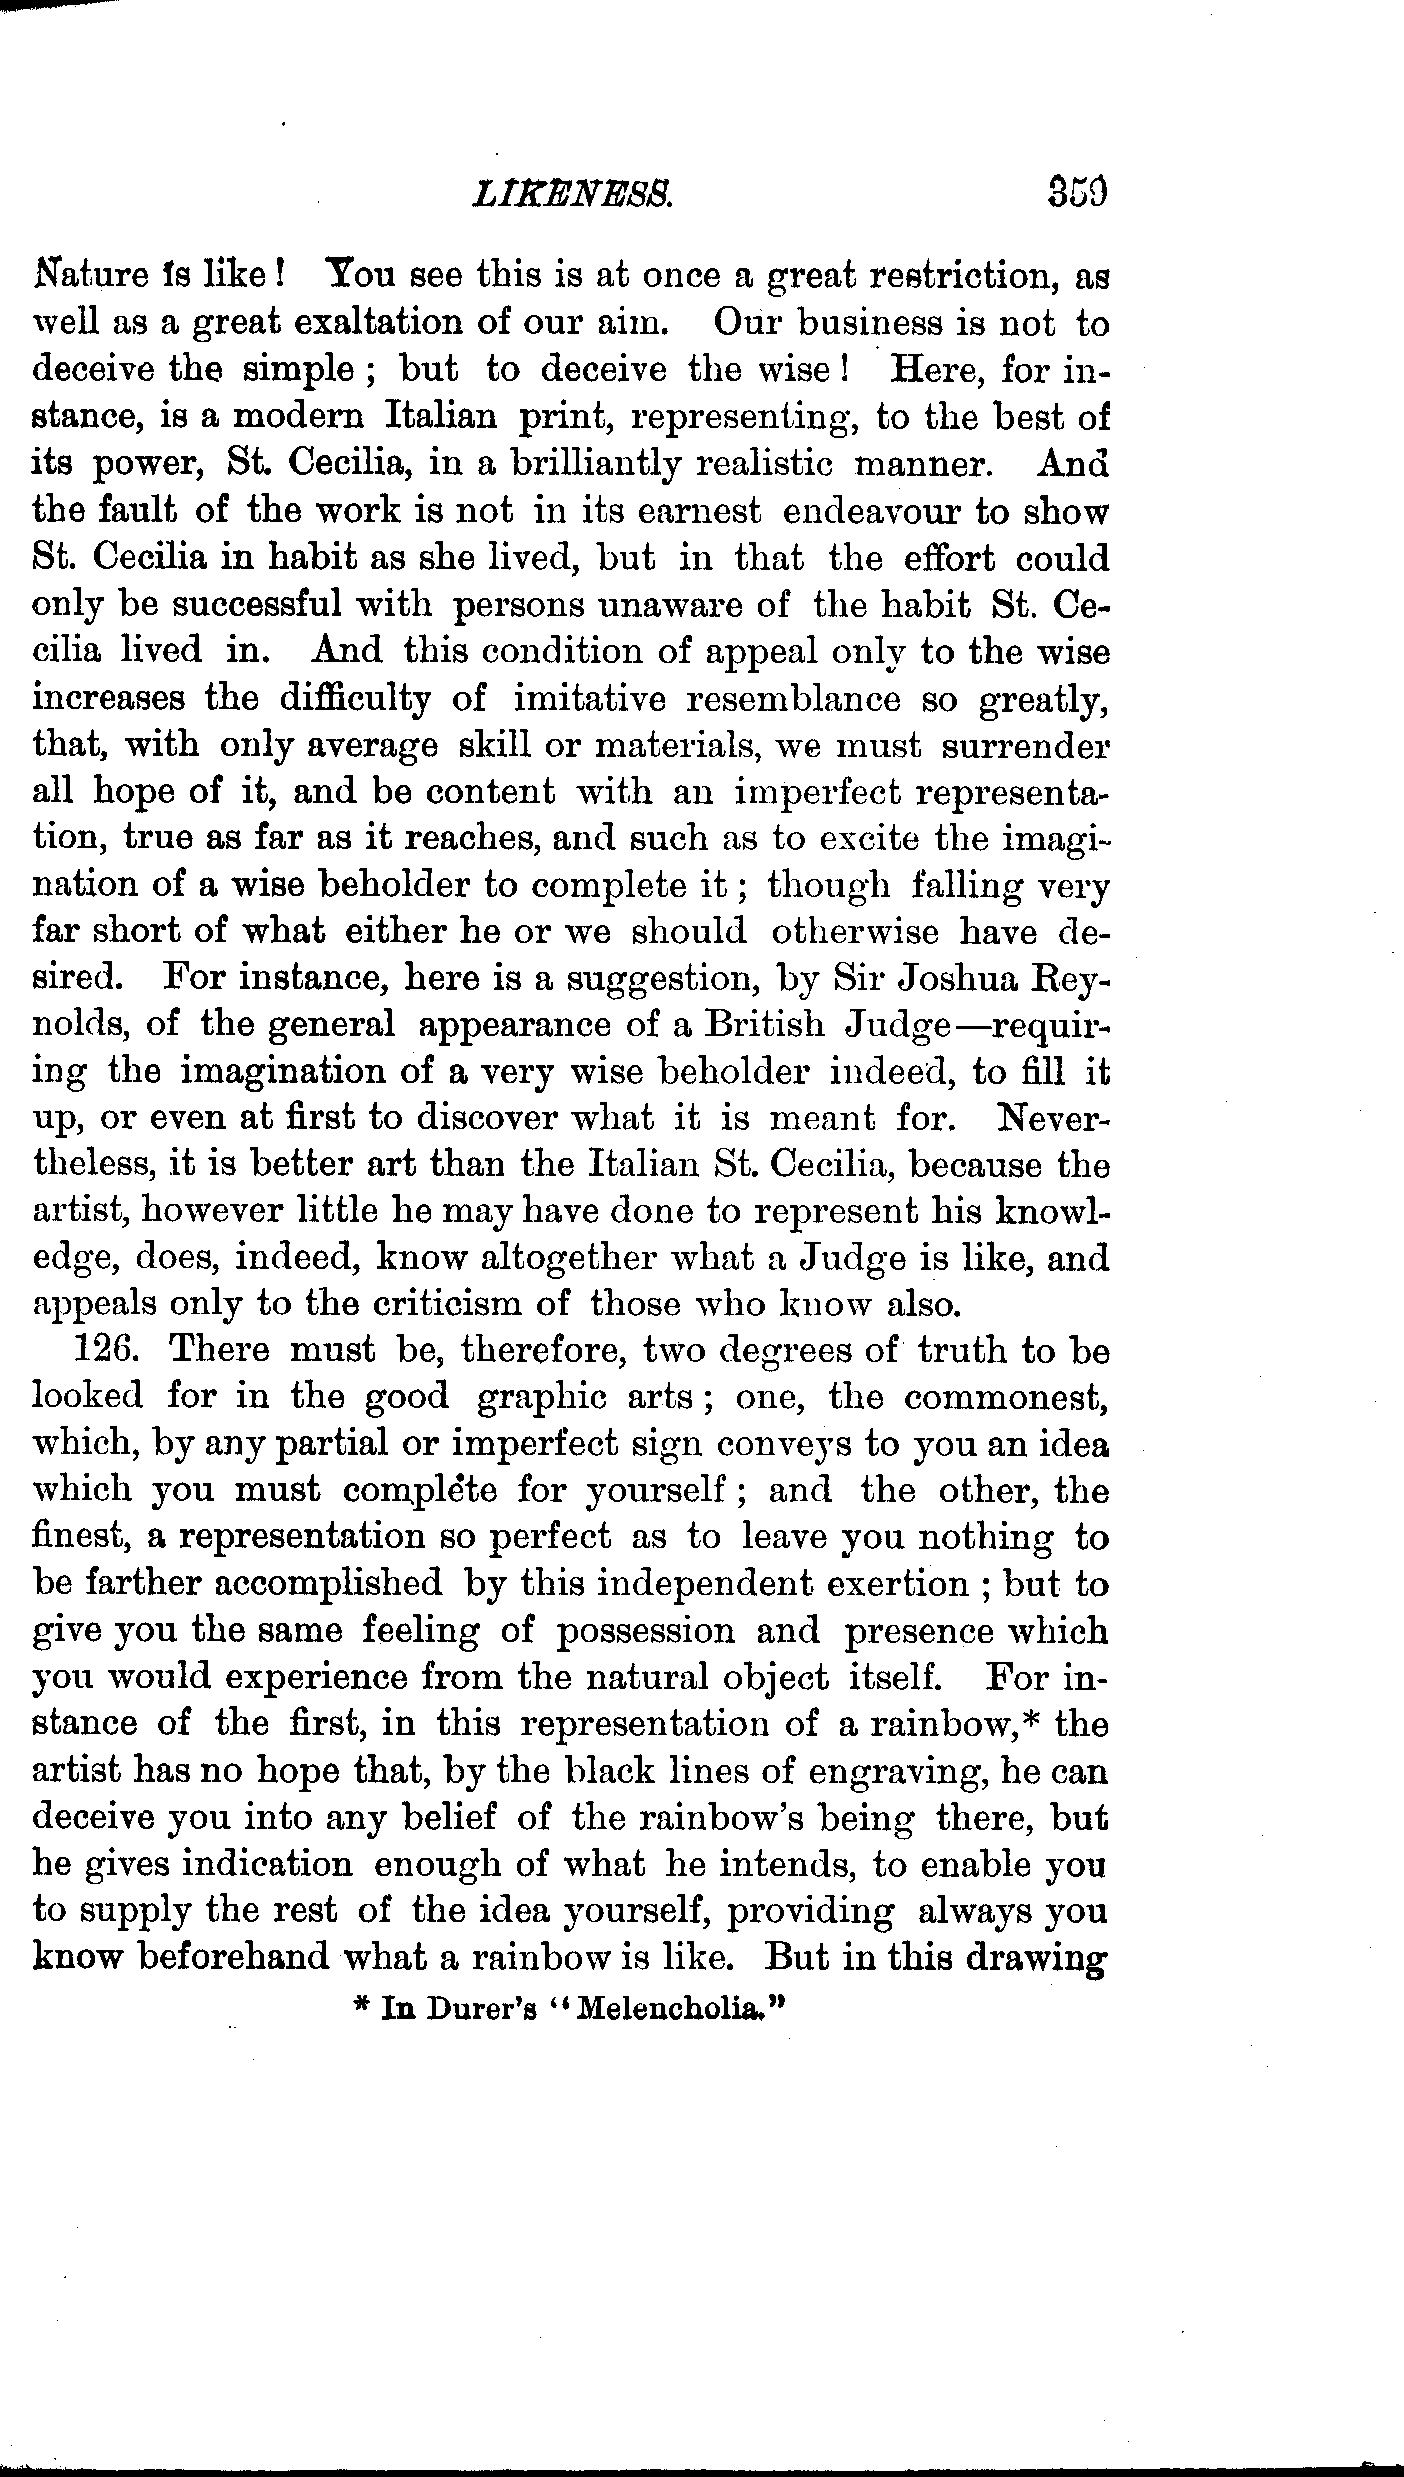 LIKENESS. 359
Nature is like! You see this is at once a great restriction, as
well as a great exaltation of our aim. Our business is not to
deceive the simple; but to deceive the wise! Here, for in-
stance, is a modern Italian print, representing, to the best of
its power, St. Cecilia, in a brilliantly realistic manner. And
the fault of the work is not in its earnest endeavour to show
St. Cecilia in habit as she lived, but in that the effort could
only be successful with persons unaware of the habit St. Ce-
cilia lived in. And this condition of appeal only to the wise
increases the difficulty of imitative resemblance so greatly,
that, with only average skill or materials, we must surrender
all hope of it, and be content with an imperfect representa-
tion, true as far as it reaches, and such as to excite the imagi-
nation of a wise beholder to complete it; though falling very
far short of what either he or we should otherwise have de-
sired. For instance, here is a suggestion, by Sir Joshua Rey-
nolds, of the general appearance of a British Judge—requir-
ing the imagination of a very wise beholder indeed, to fill it
up, or even at first to discover what it is meant for. Never-
theless, it is better art than the Italian St. Cecilia, because the
artist, however little he may have done to represent his knowl-
edge, does, indeed, know altogether what a Judge is like, and
appeals only to the criticism of those who know also.
126. There must be, therefore, two degrees of truth to be
looked for in the good graphic arts; one, the commonest,
which, by any partial or imperfect sign conveys to you an idea
which you must complete for yourself; and the other, the
finest, a representation so perfect as to leave you nothing to
be farther accomplished by this independent exertion; but to
give you the same feeling of possession and presence which
you would experience from the natural object itself. For in-
stance of the first, in this representation of a rainbow,* the
artist has no hope that, by the black lines of engraving, he can
deceive you into any belief of the rainbow's being there, but
he gives indication enough of what he intends, to enable you
to supply the rest of the idea yourself, providing always you
know beforehand what a rainbow is like. But in this drawing
* In Durer's "Melencholia."